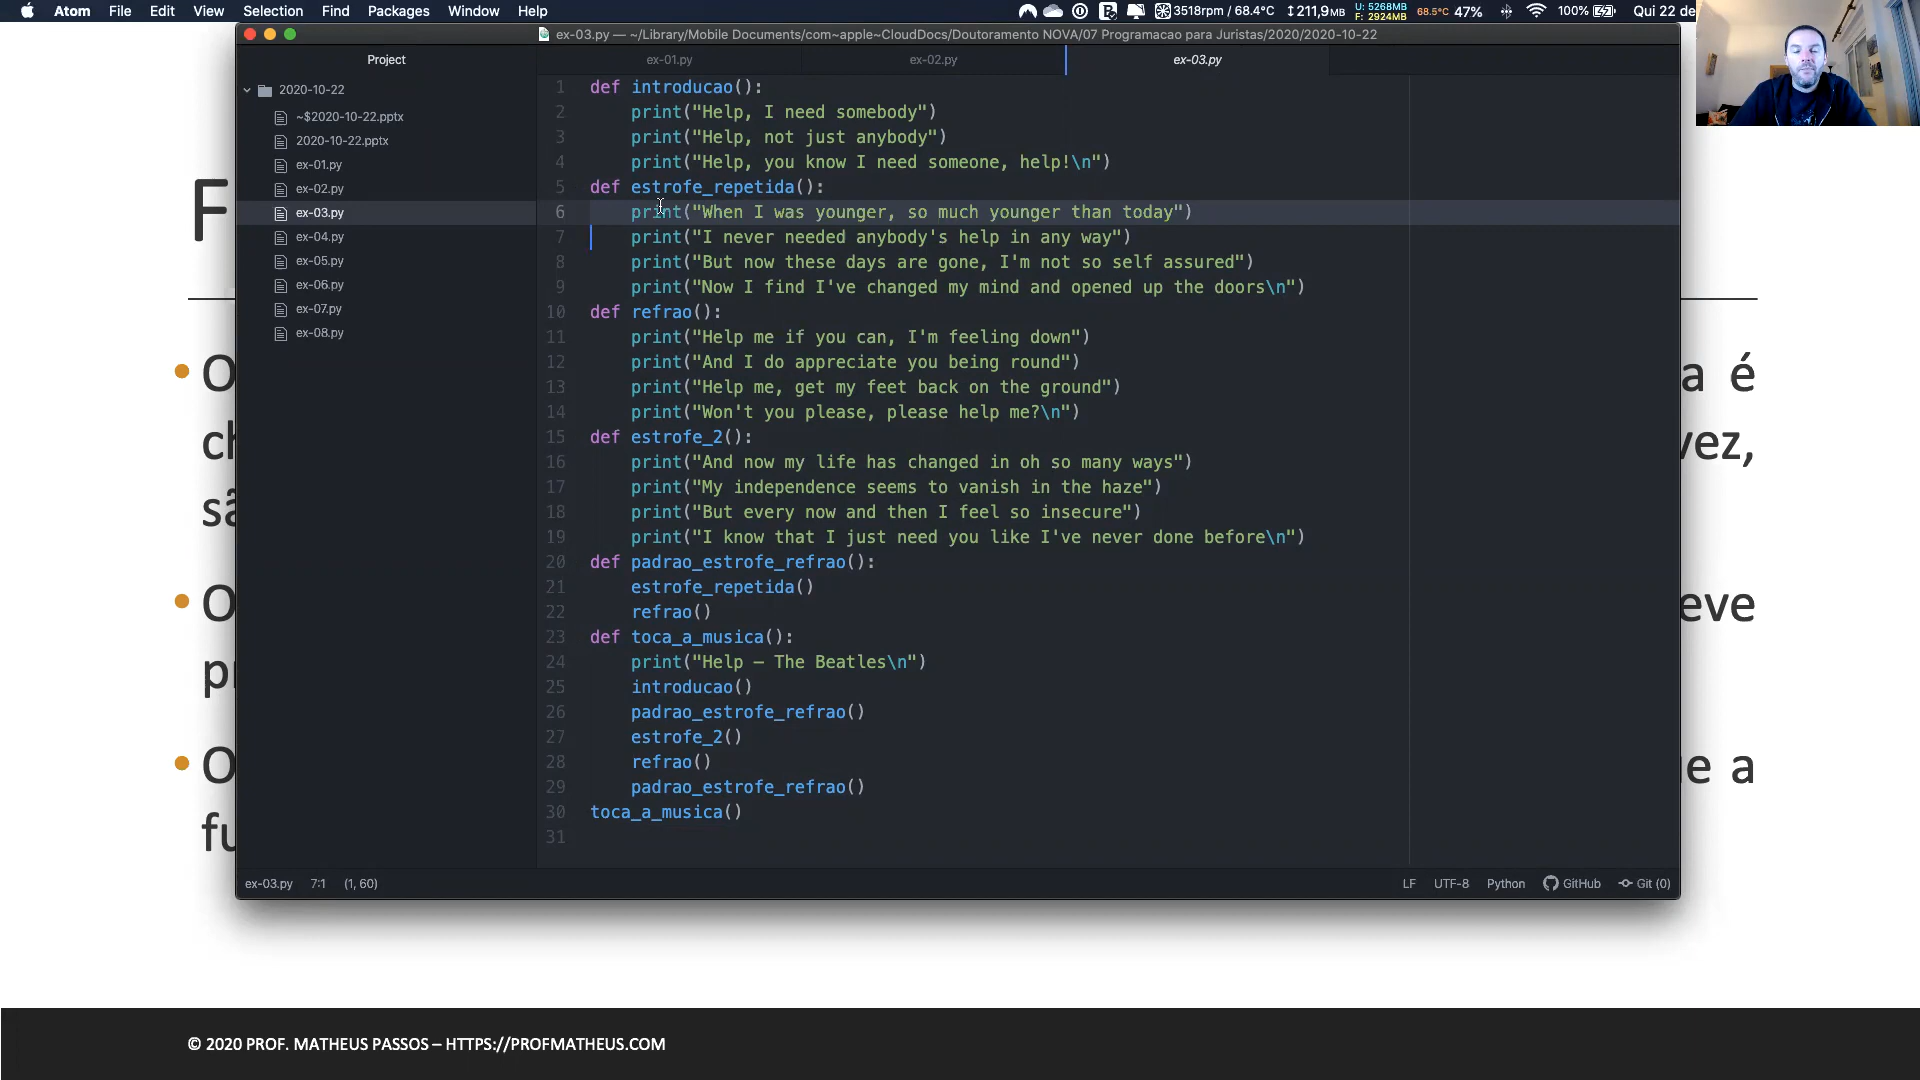 Atom File Edit View Selection Find Packages Window Help
3518rpm / 68.4°C 211,9MB U: 5268MB F: 2924MB 68.5°C 47% 100% Qui 22 de
ex-03.py — ~/Library/Mobile Documents/com~apple~CloudDocs/Doutoramento NOVA/07 Programacao para Juristas/2020/2020-10-22
Project
ex-01.py ex-02.py ex-03.py
2020-10-22
~$2020-10-22.pptx
2020-10-22.pptx
ex-01.py
ex-02.py
ex-03.py
ex-04.py
ex-05.py
ex-06.py
ex-07.py
ex-08.py
1 def introducao():
2 print("Help, I need somebody")
3 print("Help, not just anybody")
4 print("Help, you know I need someone, help!\n")
5 def estrofe_repetida():
6 print("When I was younger, so much younger than today")
7 print("I never needed anybody's help in any way")
8 print("But now these days are gone, I'm not so self assured")
9 print("Now I find I've changed my mind and opened up the doors\n")
10 def refrao():
11 print("Help me if you can, I'm feeling down")
12 print("And I do appreciate you being round")
13 print("Help me, get my feet back on the ground")
14 print("Won't you please, please help me?\n")
15 def estrofe_2():
16 print("And now my life has changed in oh so many ways")
17 print("My independence seems to vanish in the haze")
18 print("But every now and then I feel so insecure")
19 print("I know that I just need you like I've never done before\n")
20 def padrao_estrofe_refrao():
21 estrofe_repetida()
22 refrao()
23 def toca_a_musica():
24 print("Help – The Beatles\n")
25 introducao()
26 padrao_estrofe_refrao()
27 estrofe_2()
28 refrao()
29 padrao_estrofe_refrao()
30 toca_a_musica()
31
ex-03.py 7:1 (1, 60) LF UTF-8 Python GitHub Git (0)
F
a é
vez,
eve
e a
© 2020 PROF. MATHEUS PASSOS – HTTPS://PROFMATHEUS.COM